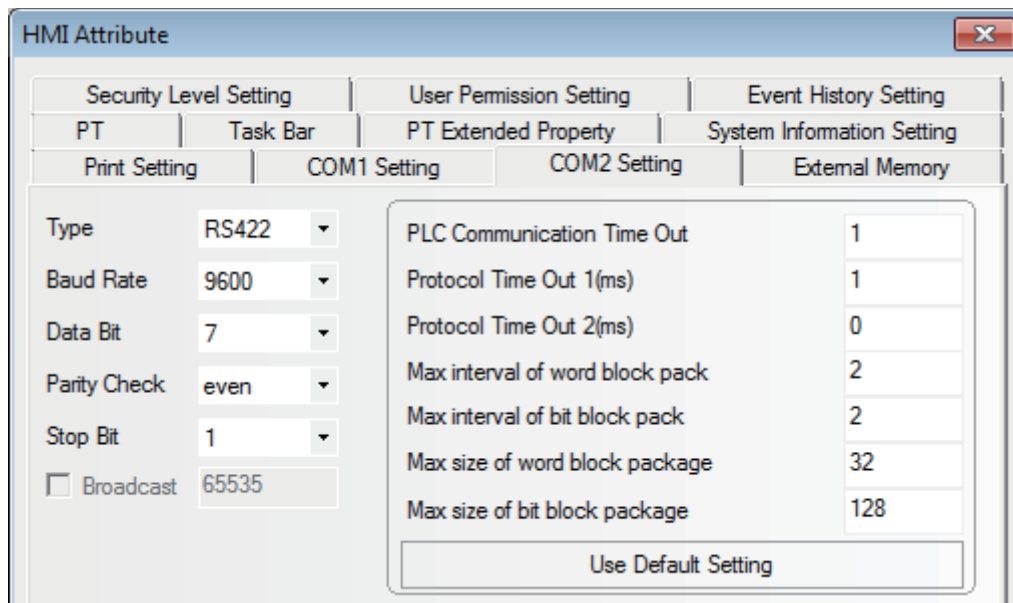 HMI Attribute
Security Level Setting User Permission Setting Event History Setting
PT Task Bar PT Extended Property System Information Setting
Print Setting COM1 Setting COM2 Setting External Memory
Type RS422
Baud Rate 9600
Data Bit 7
Parity Check even
Stop Bit 1
Broadcast 65535
PLC Communication Time Out 1
Protocol Time Out 1(ms) 1
Protocol Time Out 2(ms) 0
Max interval of word block pack 2
Max interval of bit block pack 2
Max size of word block package 32
Max size of bit block package 128
Use Default Setting